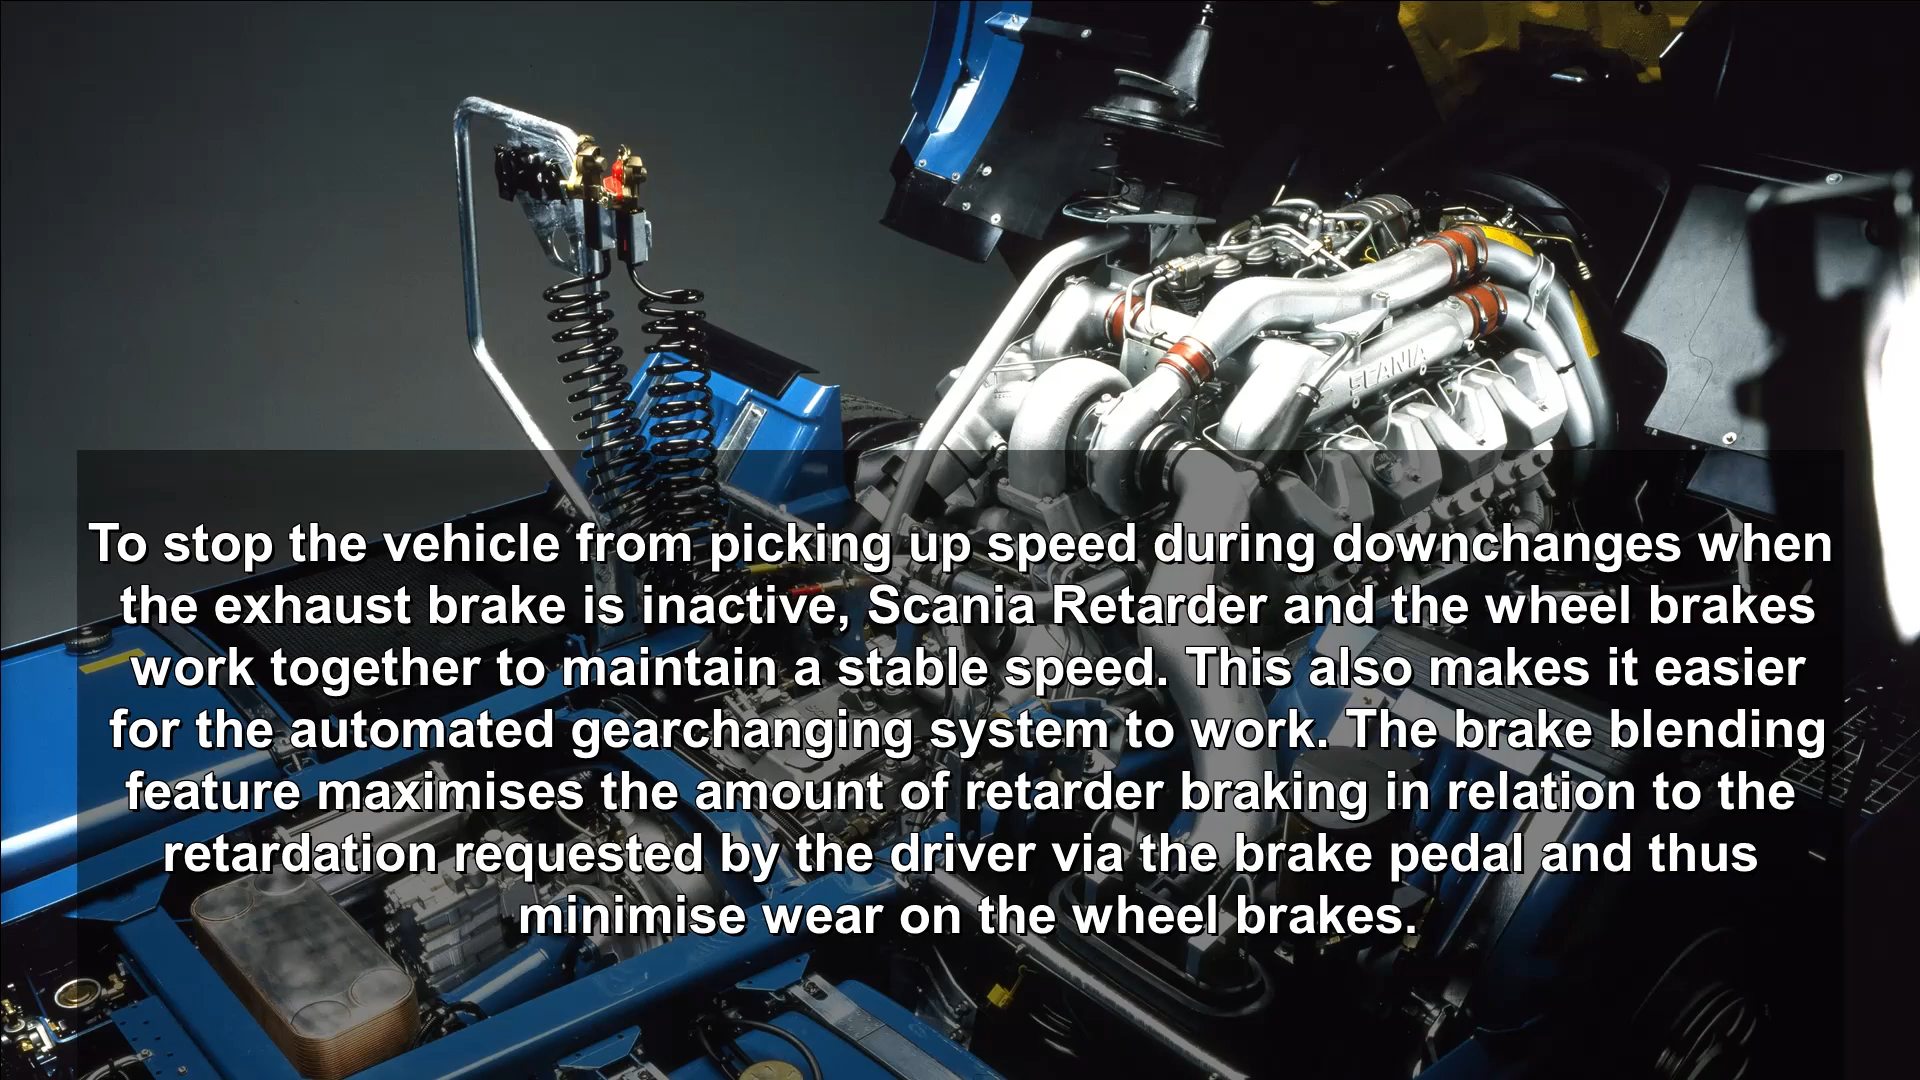 SCANIA
To stop the vehicle from picking up speed during downchanges when
the exhaust brake is inactive, Scania Retarder and the wheel brakes
work together to maintain a stable speed. This also makes it easier
for the automated gearchanging system to work. The brake blending
feature maximises the amount of retarder braking in relation to the
retardation requested by the driver via the brake pedal and thus
minimise wear on the wheel brakes.